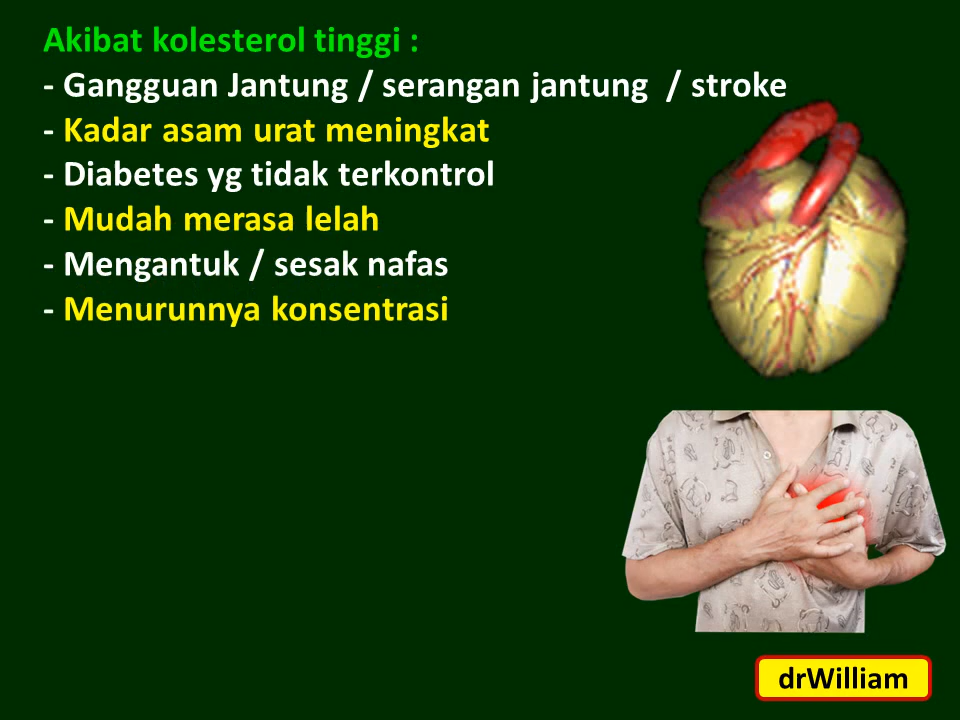 Akibat kolesterol tinggi :
- Gangguan Jantung / serangan jantung / stroke
- Kadar asam urat meningkat
- Diabetes yg tidak terkontrol
- Mudah merasa lelah
- Mengantuk / sesak nafas
- Menurunnya konsentrasi
drWilliam